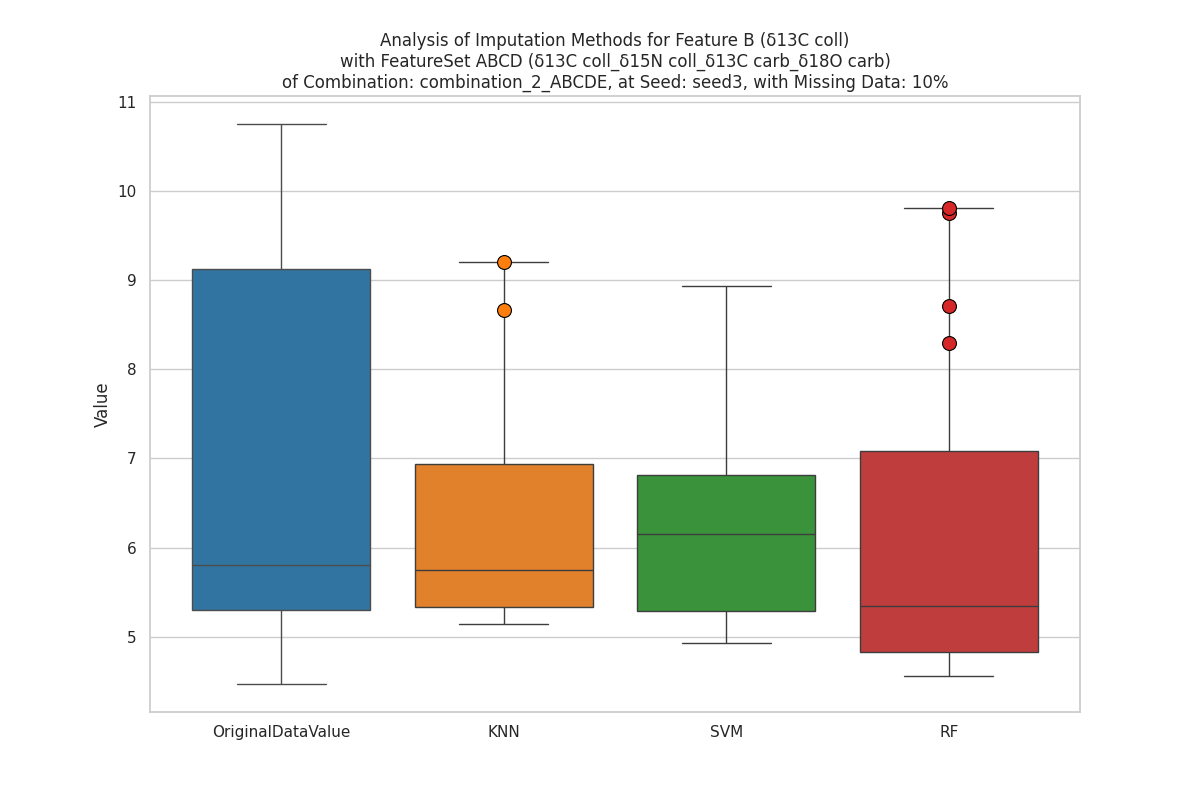 Analysis of Imputation Methods for Feature B (δ13C coll)
with FeatureSet ABCD (δ13C coll_δ15N coll_δ13C carb_δ18O carb)
of Combination: combination_2_ABCDE, at Seed: seed3, with Missing Data: 10%
11
10
9
8
7
6
5
Value
OriginalDataValue
KNN
SVM
RF